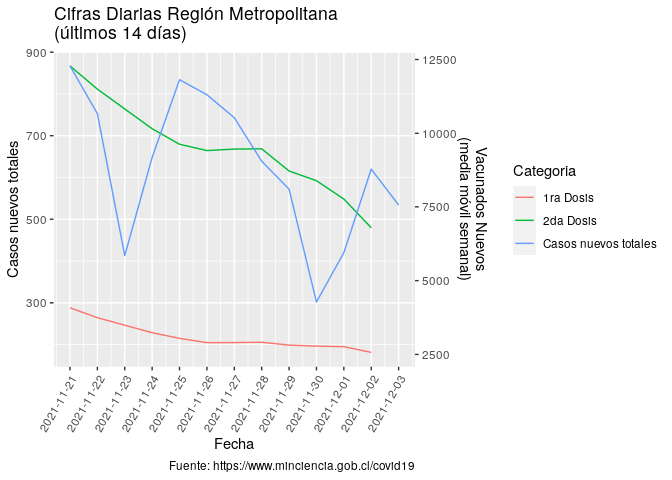 Cifras Diarias Región Metropolitana
(últimos 14 días)
Casos nuevos totales
900
700
500
300
12500
10000
7500
5000
2500
Vacunados Nuevos
(media móvil semanal)
2021-11-21
2021-11-22
2021-11-23
2021-11-24
2021-11-25
2021-11-26
2021-11-27
2021-11-28
2021-11-29
2021-11-30
2021-12-01
2021-12-02
2021-12-03
Fecha
Categoria
1ra Dosis
2da Dosis
Casos nuevos totales
Fuente: https://www.minciencia.gob.cl/covid19